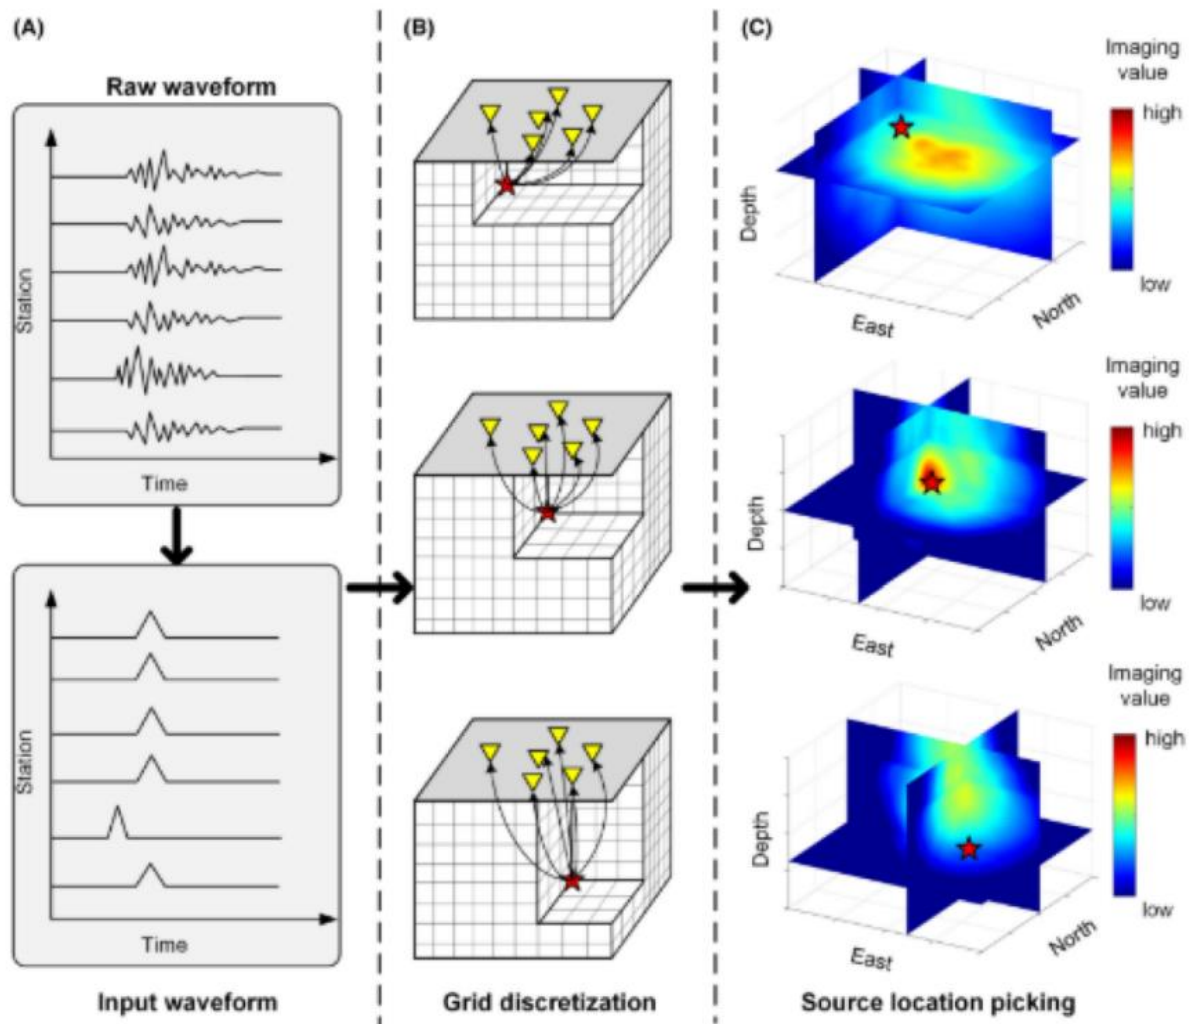 (A)
Raw waveform
Station
Time
Station
Time
Input waveform
(B)
Grid discretization
(C)
Imaging
value
high
low
Depth
East
North
Imaging
value
high
low
Depth
East
North
Imaging
value
high
low
Depth
East
North
Source location picking